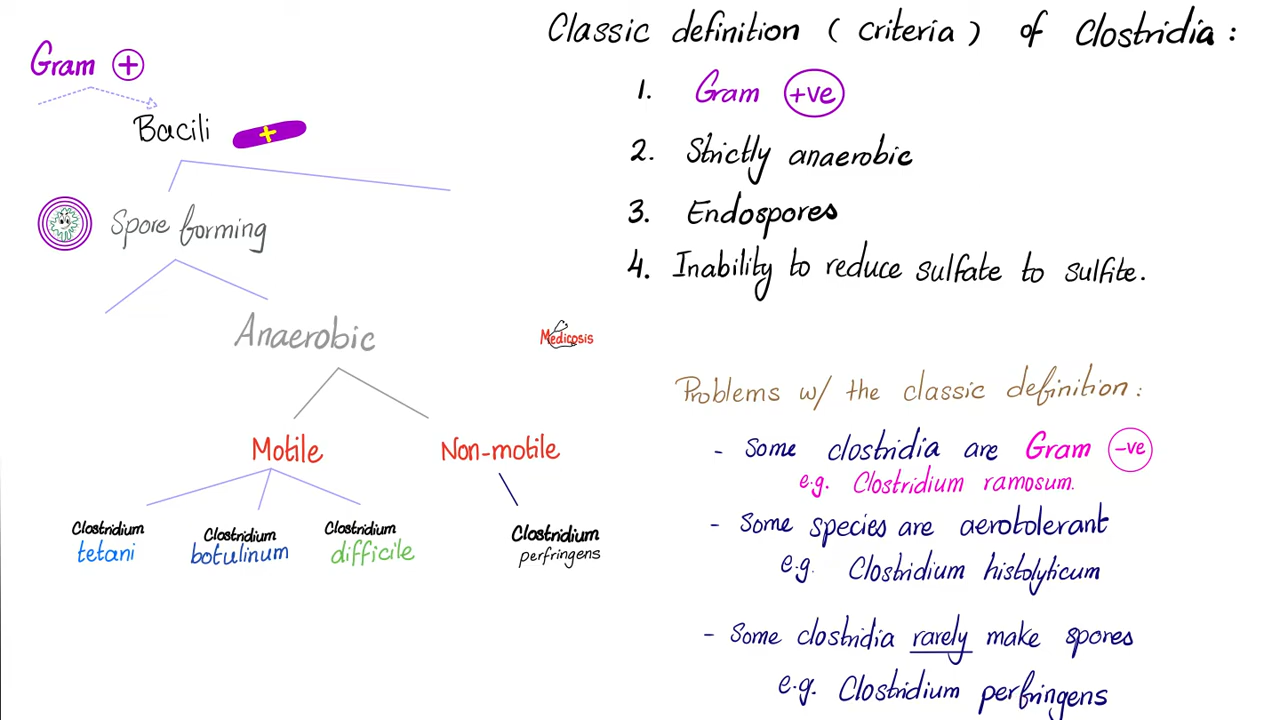 Classic definition (criteria) of Clostridia:
1. Gram +ve
2. Strictly anaerobic
3. Endospores
4. Inability to reduce sulfate to sulfite.
Gram +
Bacili +
Spore forming
Anaerobic
Medicosis
Motile
Non-motile
Clostridium tetani
Clostridium botulinum
Clostridium difficile
Clostridium perfringens
Problems w/ the classic definition:
- Some clostridia are Gram -ve
e.g. Clostridium ramosum.
- Some species are aerotolerant
e.g. Clostridium histolyticum
- Some clostridia rarely make spores
e.g. Clostridium perfringens